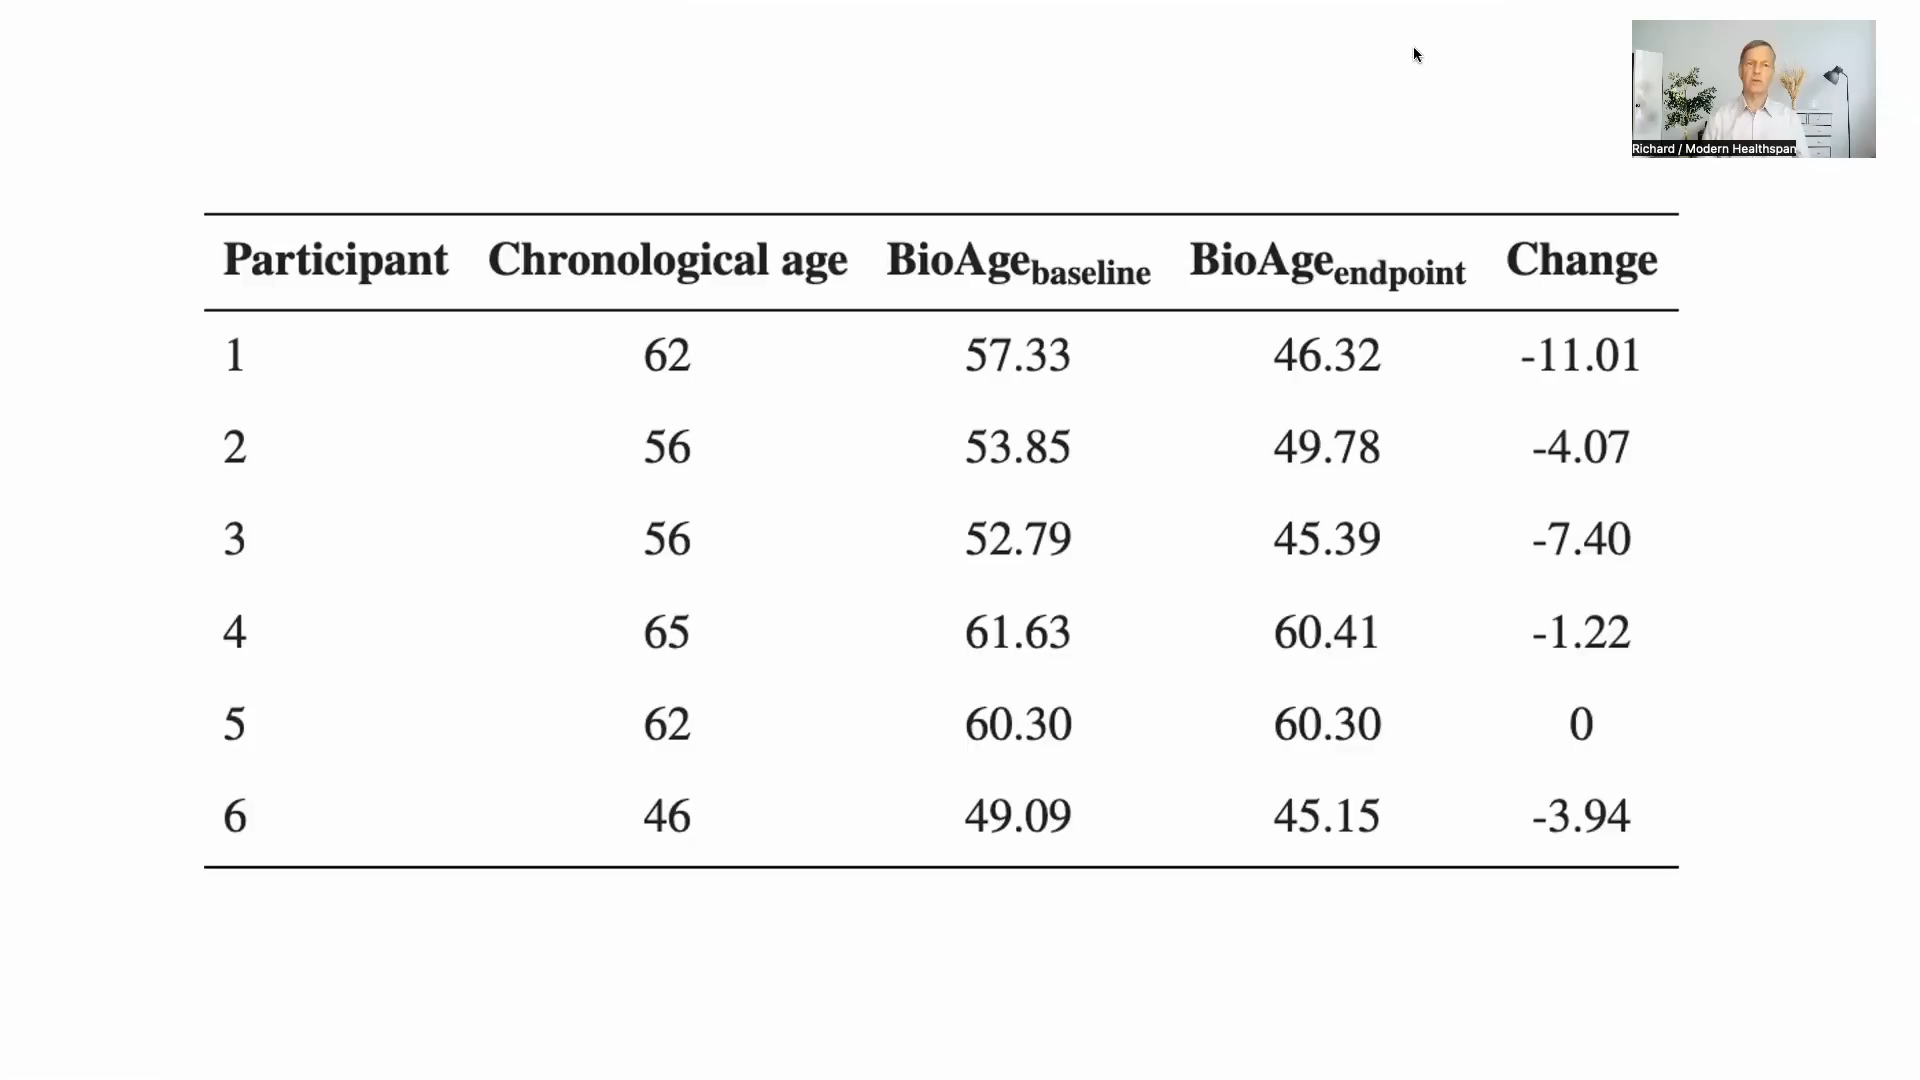 Richard / Modern Healthspan
Participant Chronological age BioAgebaseline BioAgeendpoint Change
1 62 57.33 46.32 -11.01
2 56 53.85 49.78 -4.07
3 56 52.79 45.39 -7.40
4 65 61.63 60.41 -1.22
5 62 60.30 60.30 0
6 46 49.09 45.15 -3.94